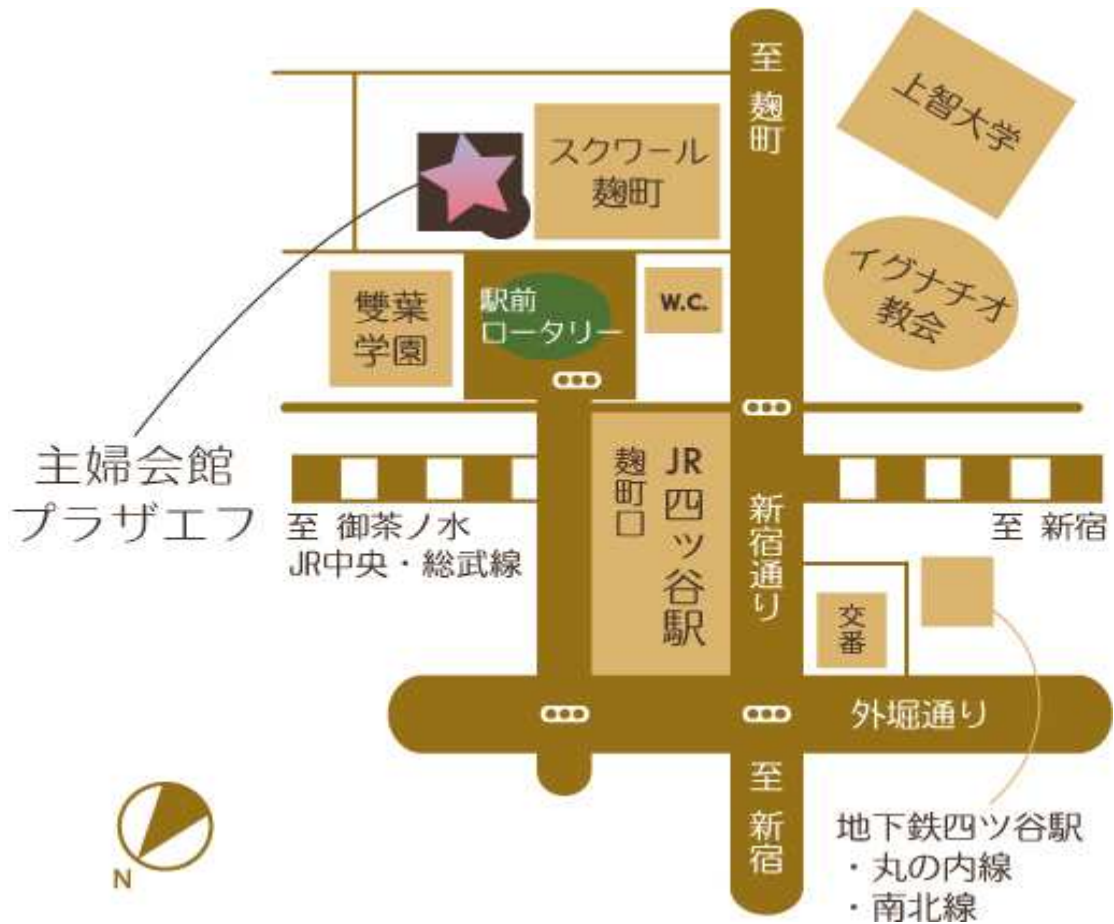 至 麹町
上智大学
スクワール
麹町
イグナチオ
教会
雙葉
学園
駅前
ロータリー
W.C.
主婦会館
プラザエフ
麹町口
JR四ツ谷駅
新宿通り
至 御茶ノ水
JR中央・総武線
至 新宿
交番
外堀通り
至 新宿
地下鉄四ツ谷駅
・丸の内線
・南北線
N